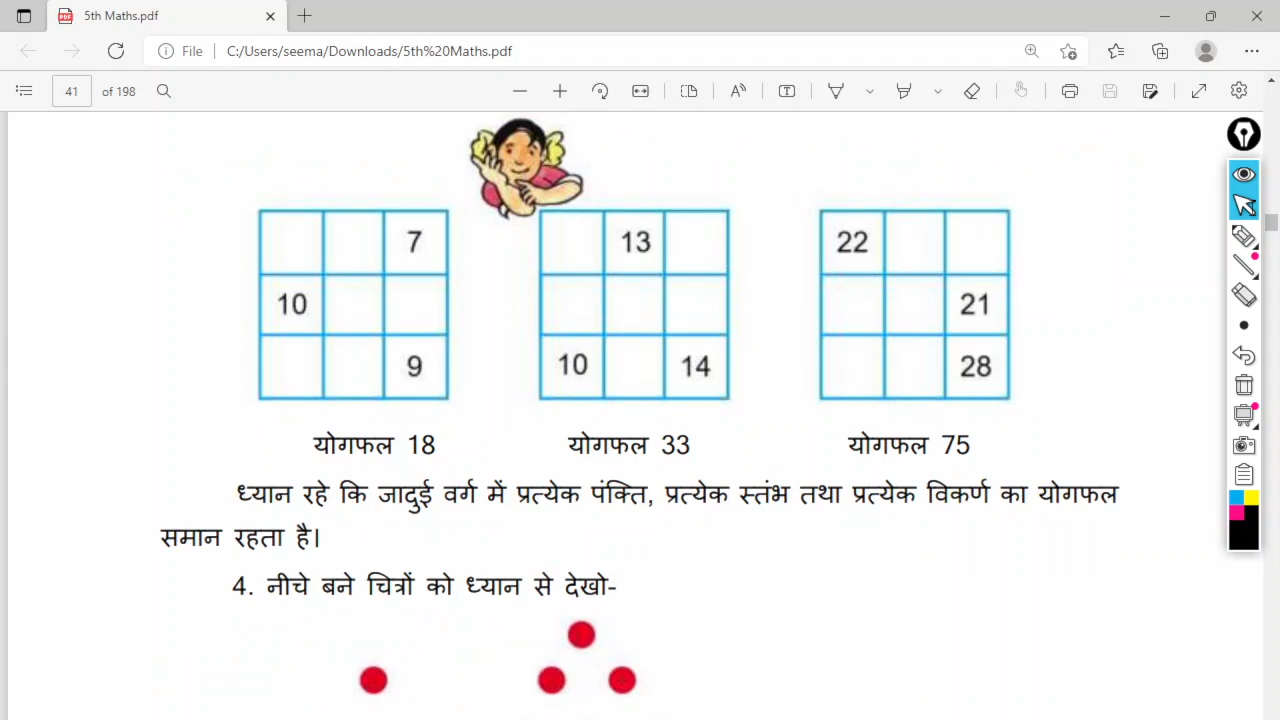 5th Maths.pdf
File C:/Users/seema/Downloads/5th%20Maths.pdf
41 of 198
7
10
9
13
10 14
22
21
28
योगफल 18 योगफल 33 योगफल 75
ध्यान रहे कि जादुई वर्ग में प्रत्येक पंक्ति, प्रत्येक स्तंभ तथा प्रत्येक विकर्ण का योगफल
समान रहता है।
4. नीचे बने चित्रों को ध्यान से देखो-